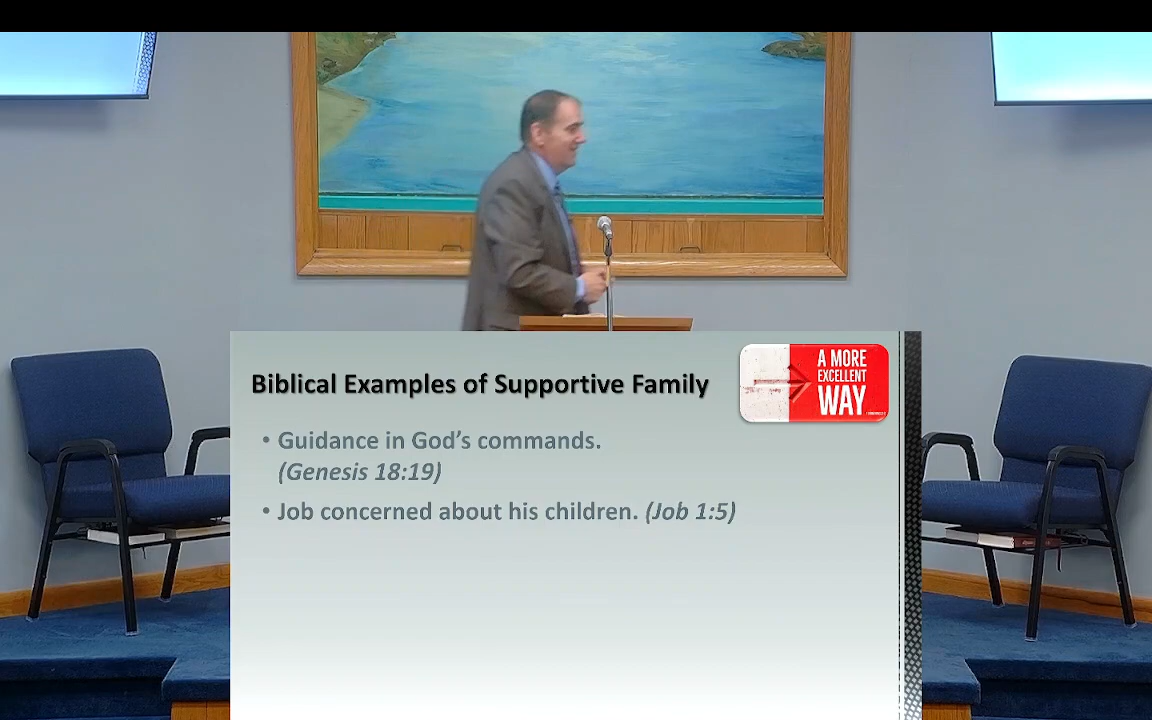 Biblical Examples of Supportive Family
A MORE
EXCELLENT
WAY
• Guidance in God's commands.
(Genesis 18:19)
• Job concerned about his children. (Job 1:5)